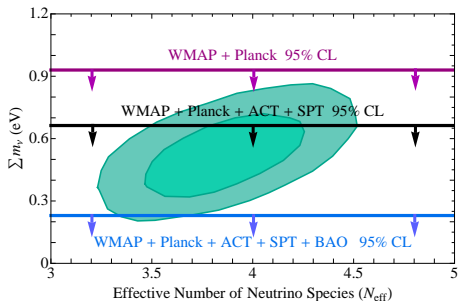 1.2
WMAP + Planck 95% CL
0.9
WMAP + Planck + ACT + SPT 95% CL
0.6
∑ mν (eV)
0.3
WMAP + Planck + ACT + SPT + BAO 95% CL
0
3 3.5 4 4.5 5
Effective Number of Neutrino Species (Neff)